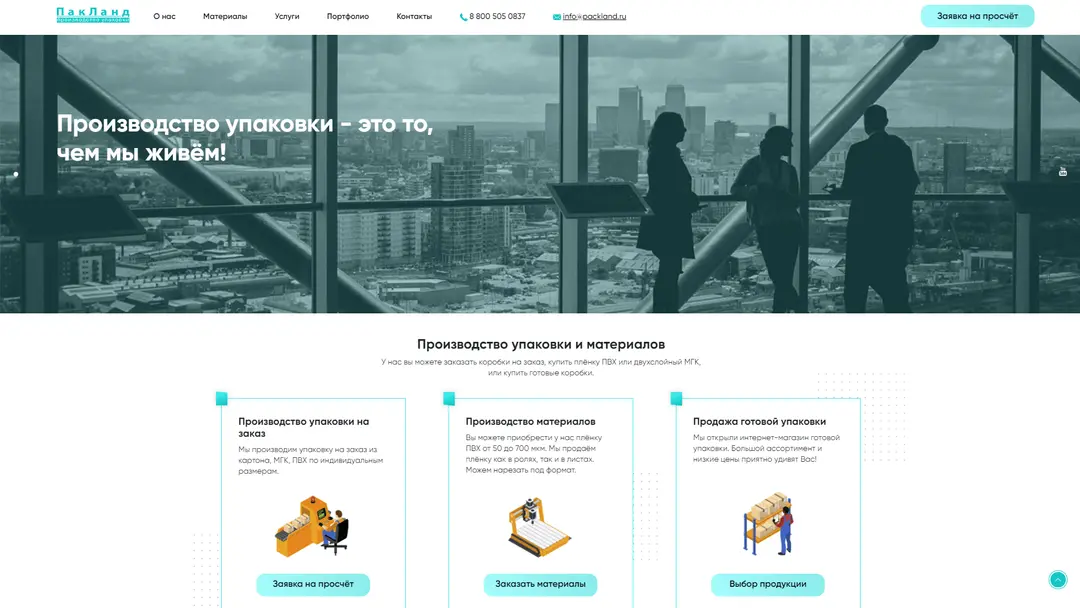 ПакЛанд
производство упаковки
О нас
Материалы
Услуги
Портфолио
Контакты
8 800 505 0837
info@packland.ru
Заявка на просчёт
Производство упаковки - это то,
чем мы живём!
Производство упаковки и материалов
У нас вы можете заказать коробки на заказ, купить плёнку ПВХ или двухслойный МГК,
или купить готовые коробки.
Производство упаковки на
заказ
Мы производим упаковку на заказ из
картона, МГК, ПВХ по индивидуальным
размерам.
Заявка на просчёт
Производство материалов
Вы можете приобрести у нас плёнку
ПВХ от 50 до 700 мкм. Мы продаём
плёнку как в ролях, так и в листах.
Можем нарезать под формат.
Заказать материалы
Продажа готовой упаковки
Мы открыли интернет-магазин готовой
упаковки. Большой ассортимент и
низкие цены приятно удивят Вас!
Выбор продукции